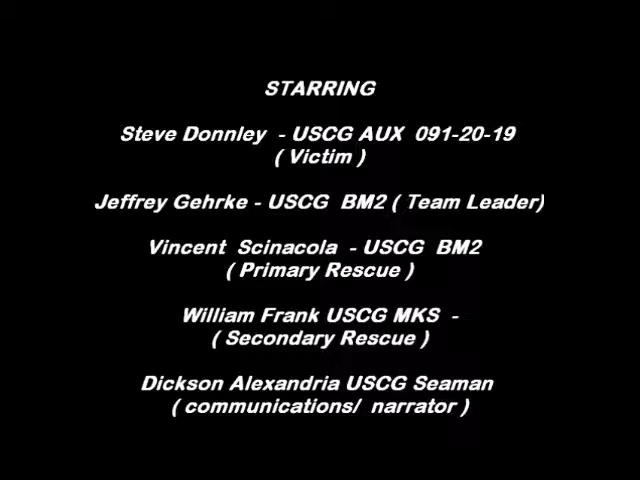 STARRING
Steve Donnley - USCG AUX 091-20-19
( Victim )
Jeffrey Gehrke - USCG BM2 ( Team Leader)
Vincent Scinacola - USCG BM2
( Primary Rescue )
William Frank USCG MKS -
( Secondary Rescue )
Dickson Alexandria USCG Seaman
( communications/ narrator )